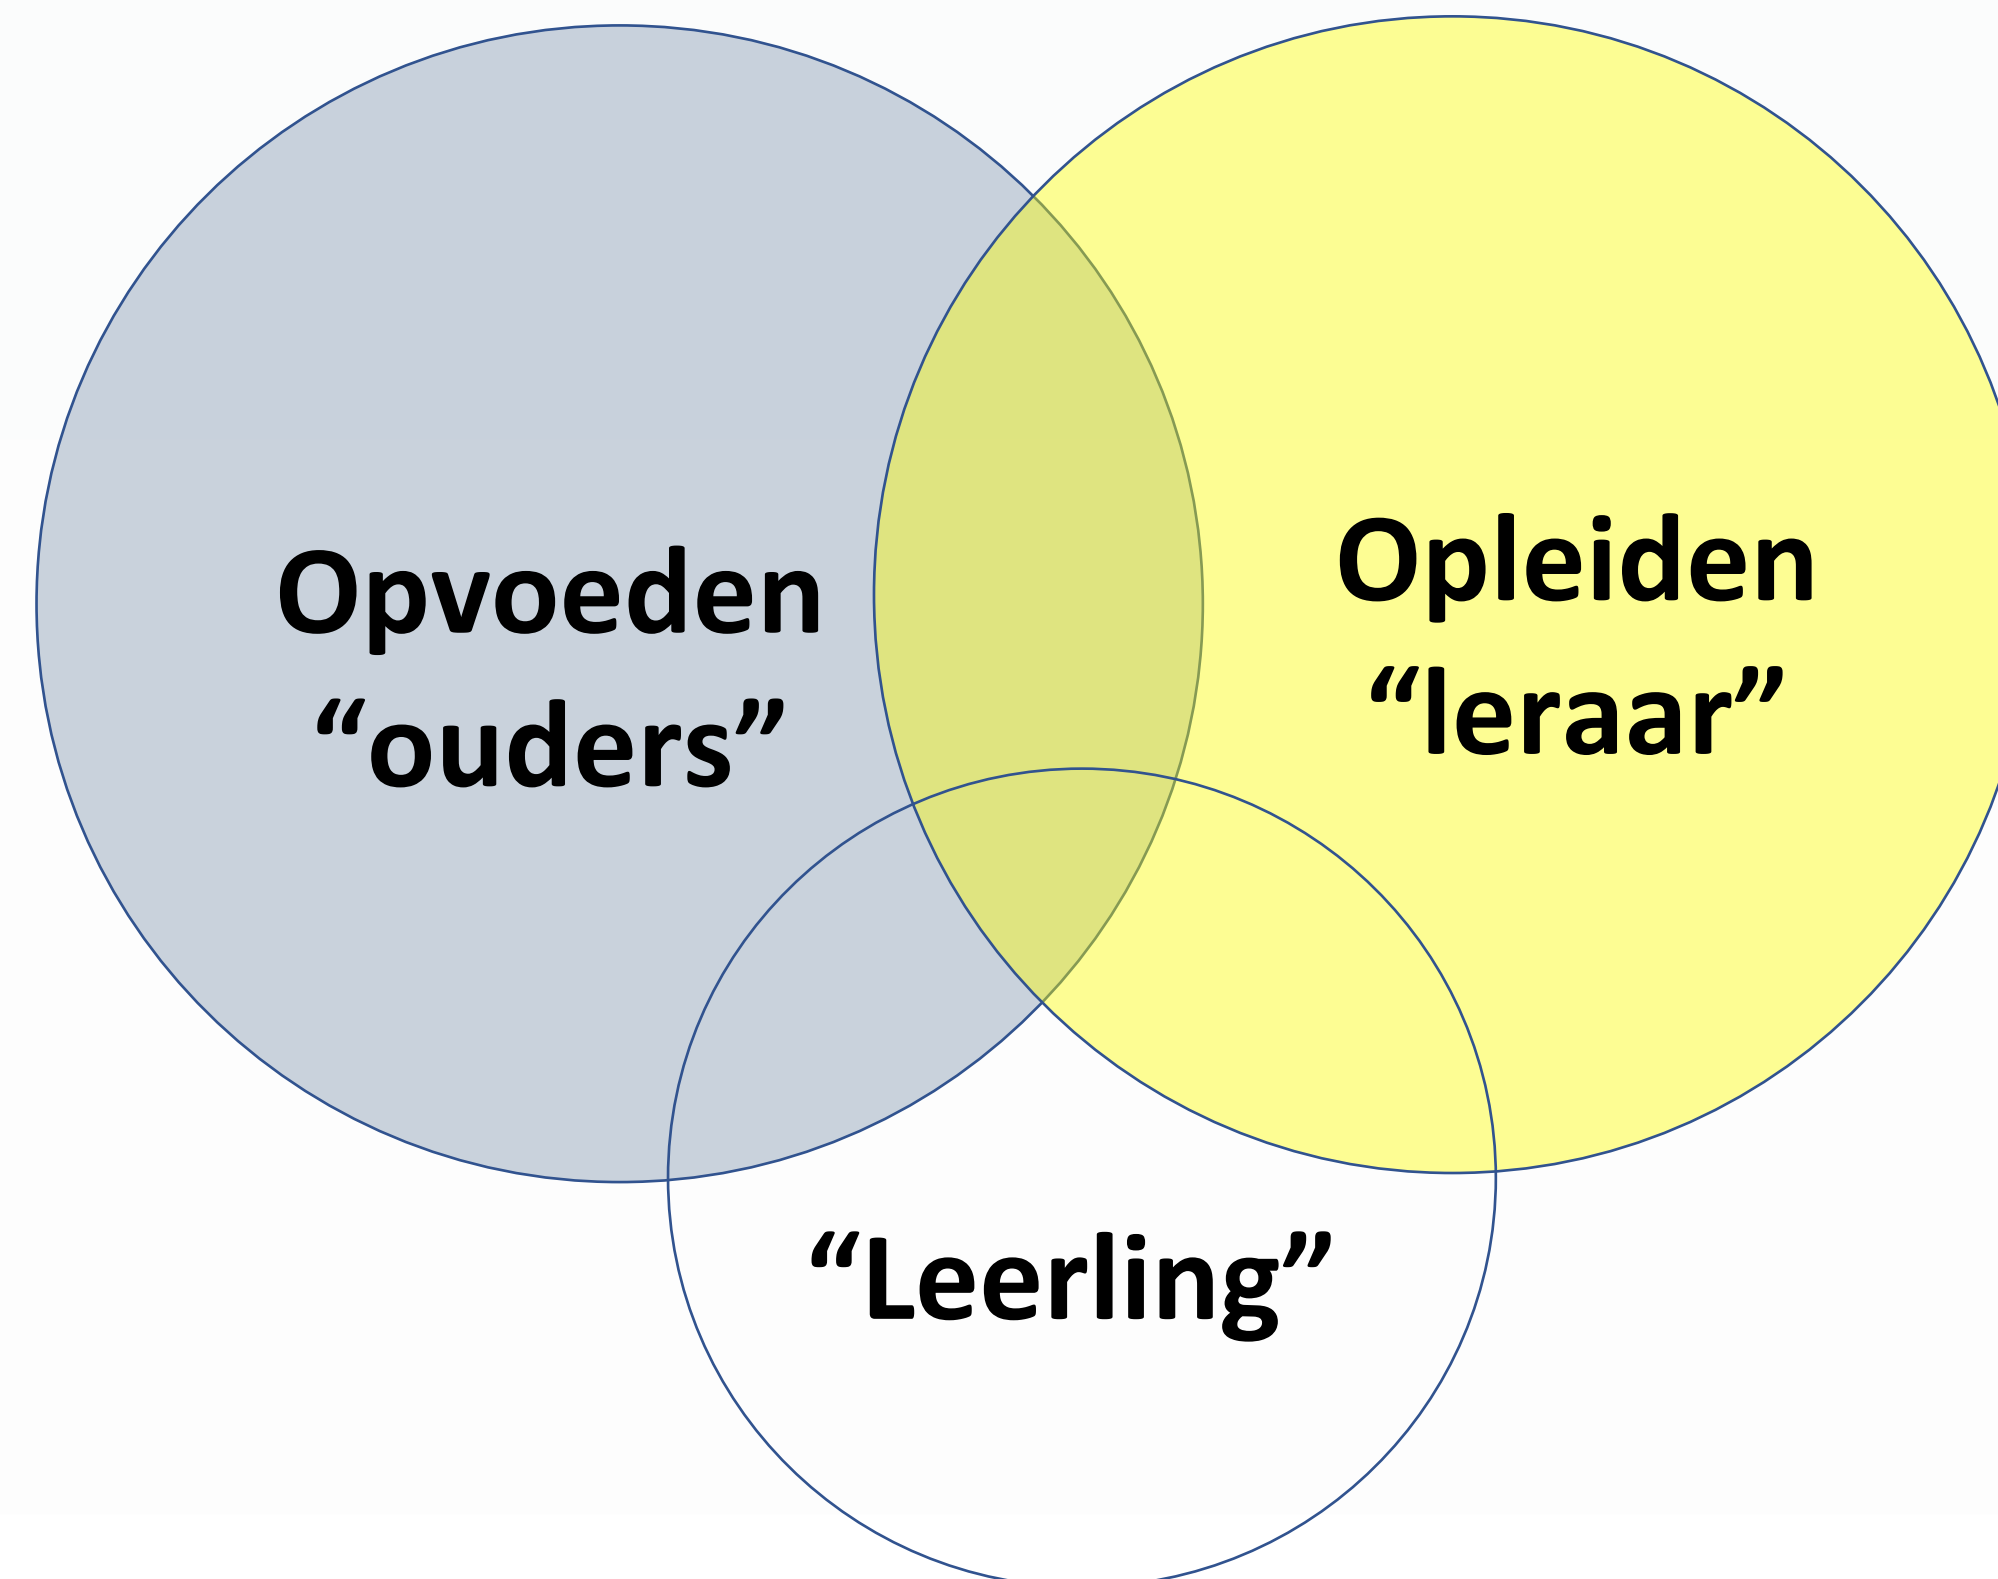 Opvoeden
“ouders”
Opleiden
“leraar”
“Leerling”